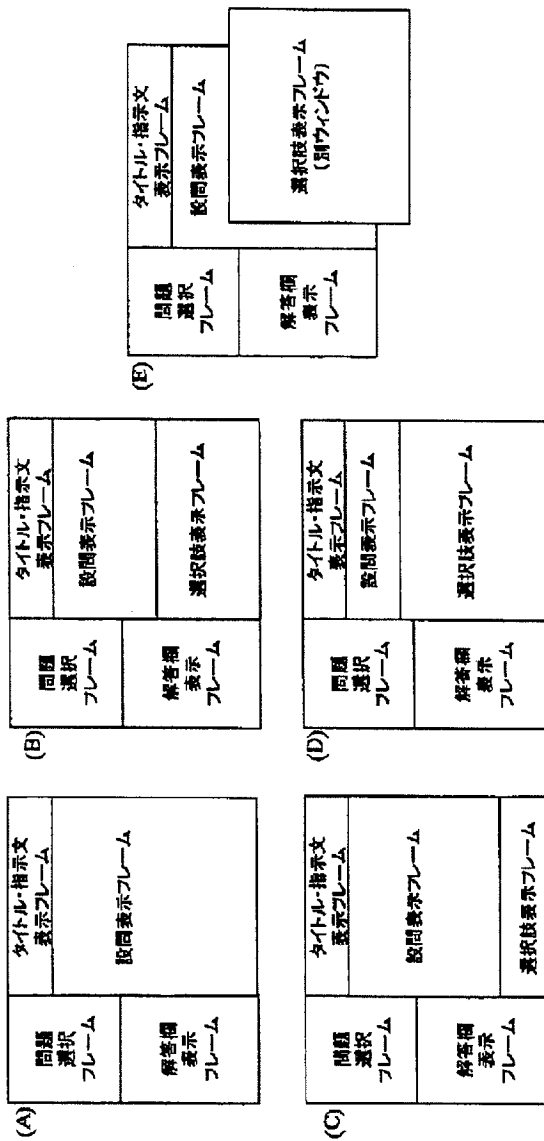 (A)
問題
選択
フレーム
タイトル・指示文
表示フレーム
解答欄
表示
フレーム
設問表示フレーム
(B)
問題
選択
フレーム
タイトル・指示文
表示フレーム
設問表示フレーム
解答欄
表示
フレーム
選択肢表示フレーム
(C)
問題
選択
フレーム
タイトル・指示文
表示フレーム
設問表示フレーム
解答欄
表示
フレーム
選択肢表示フレーム
(D)
問題
選択
フレーム
タイトル・指示文
表示フレーム
設問表示フレーム
解答欄
表示
フレーム
選択肢表示フレーム
(E)
問題
選択
フレーム
タイトル・指示文
表示フレーム
設問表示フレーム
解答欄
表示
フレーム
選択肢表示フレーム
(別ウィンドウ)